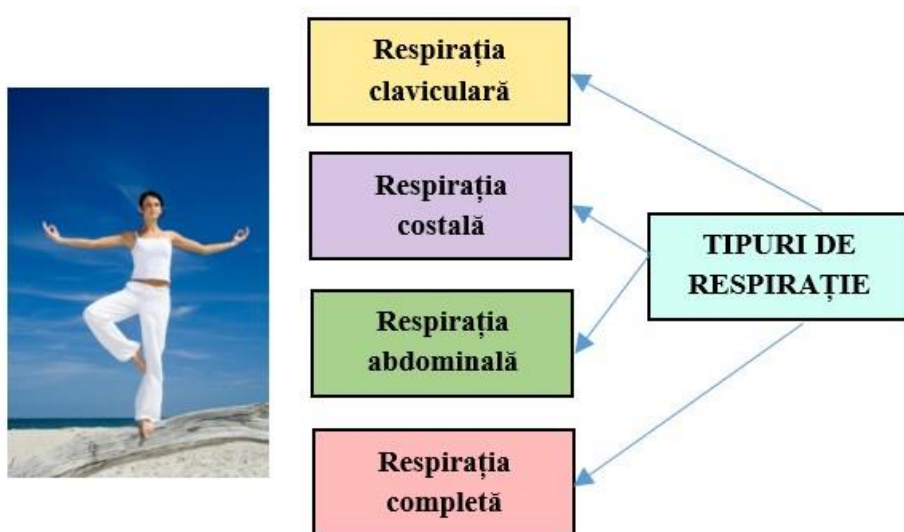 Respirația
claviculară
Respirația
costală
Respirația
abdominală
Respirația
completă
TIPURI DE
RESPIRAȚIE